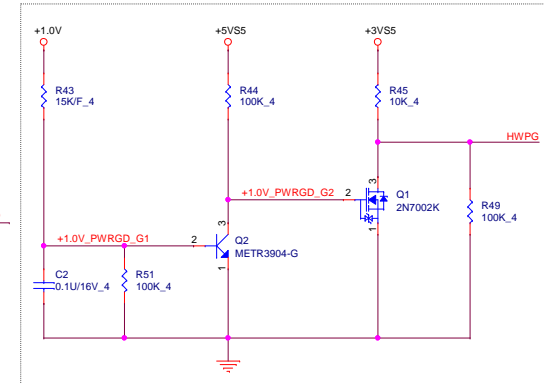 +1.0V
+5VS5
+3VS5
R43
15K/F_4
R44
100K_4
R45
10K_4
HWPG
3
+1.0V_PWRGD_G2
2
Q1
2N7002K
1
R49
100K_4
+1.0V_PWRGD_G1
2
3
Q2
METR3904-G
1
C2
0.1U/16V_4
R51
100K_4